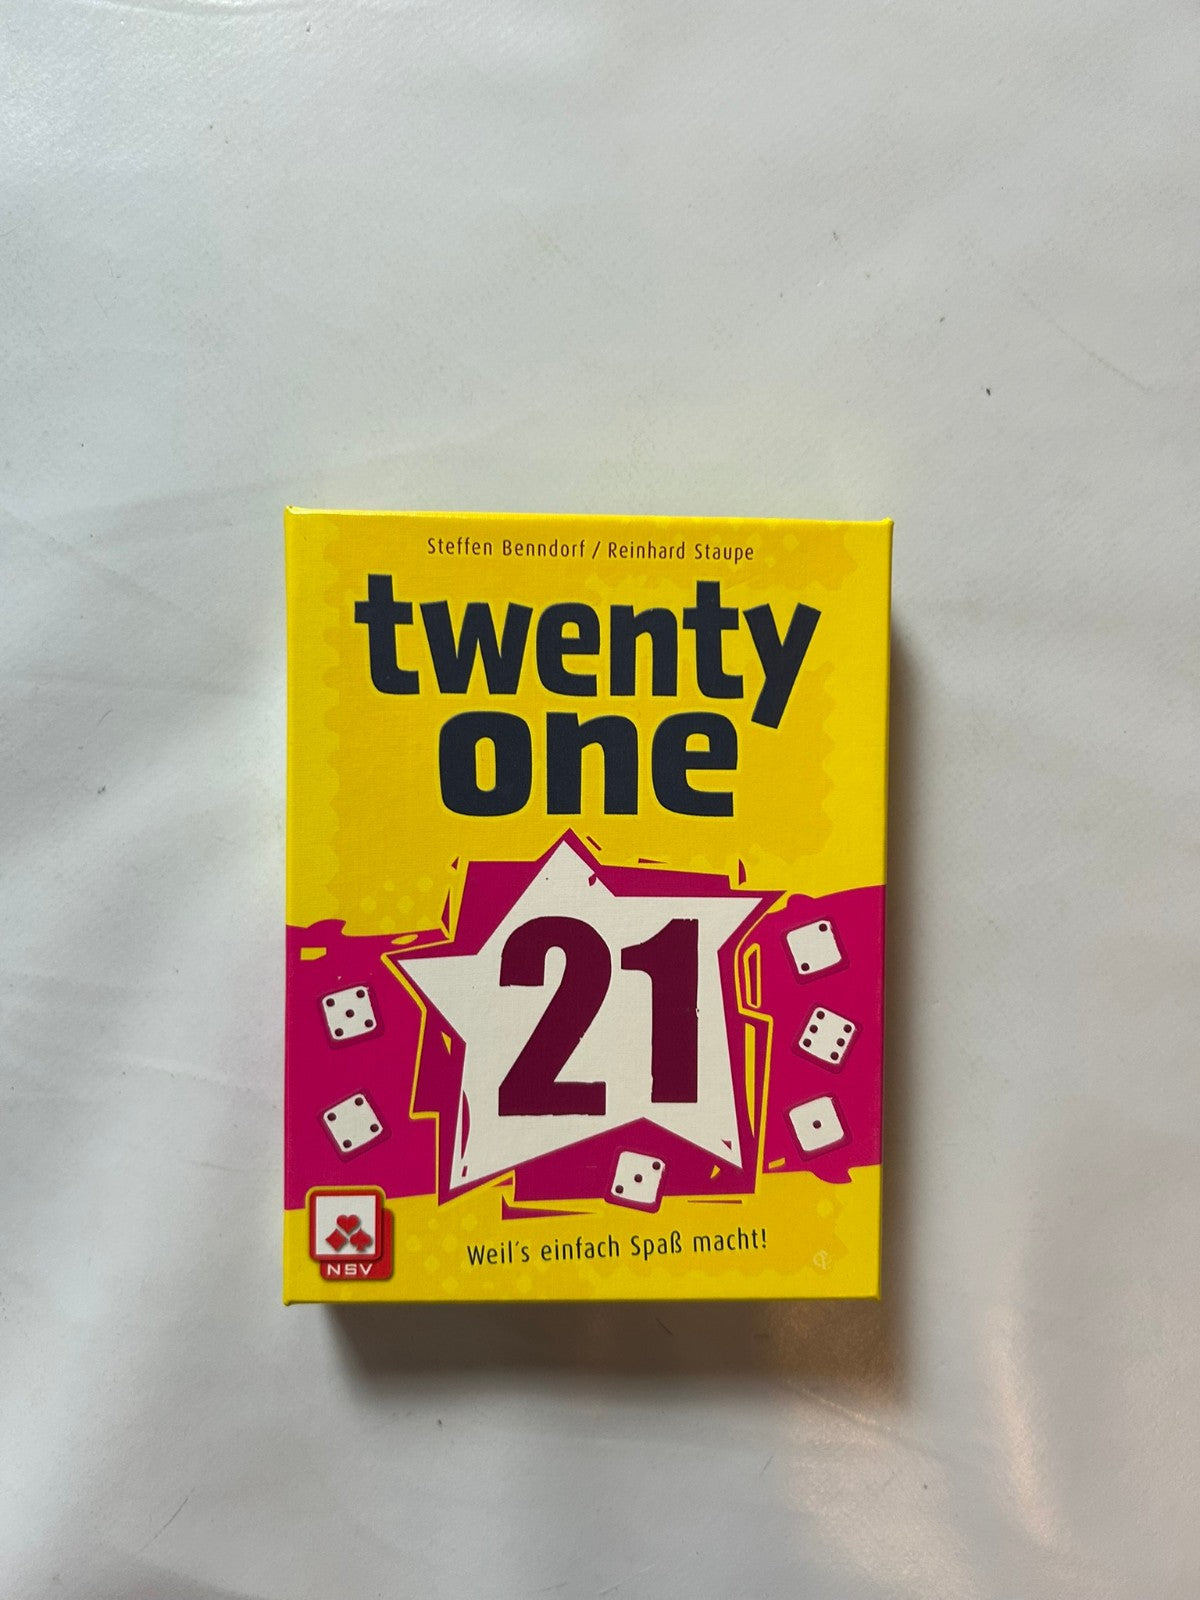 Steffen Benndorf / Reinhard Staupe
twenty
one
21
NSV
Weil´s einfach Spaß macht!